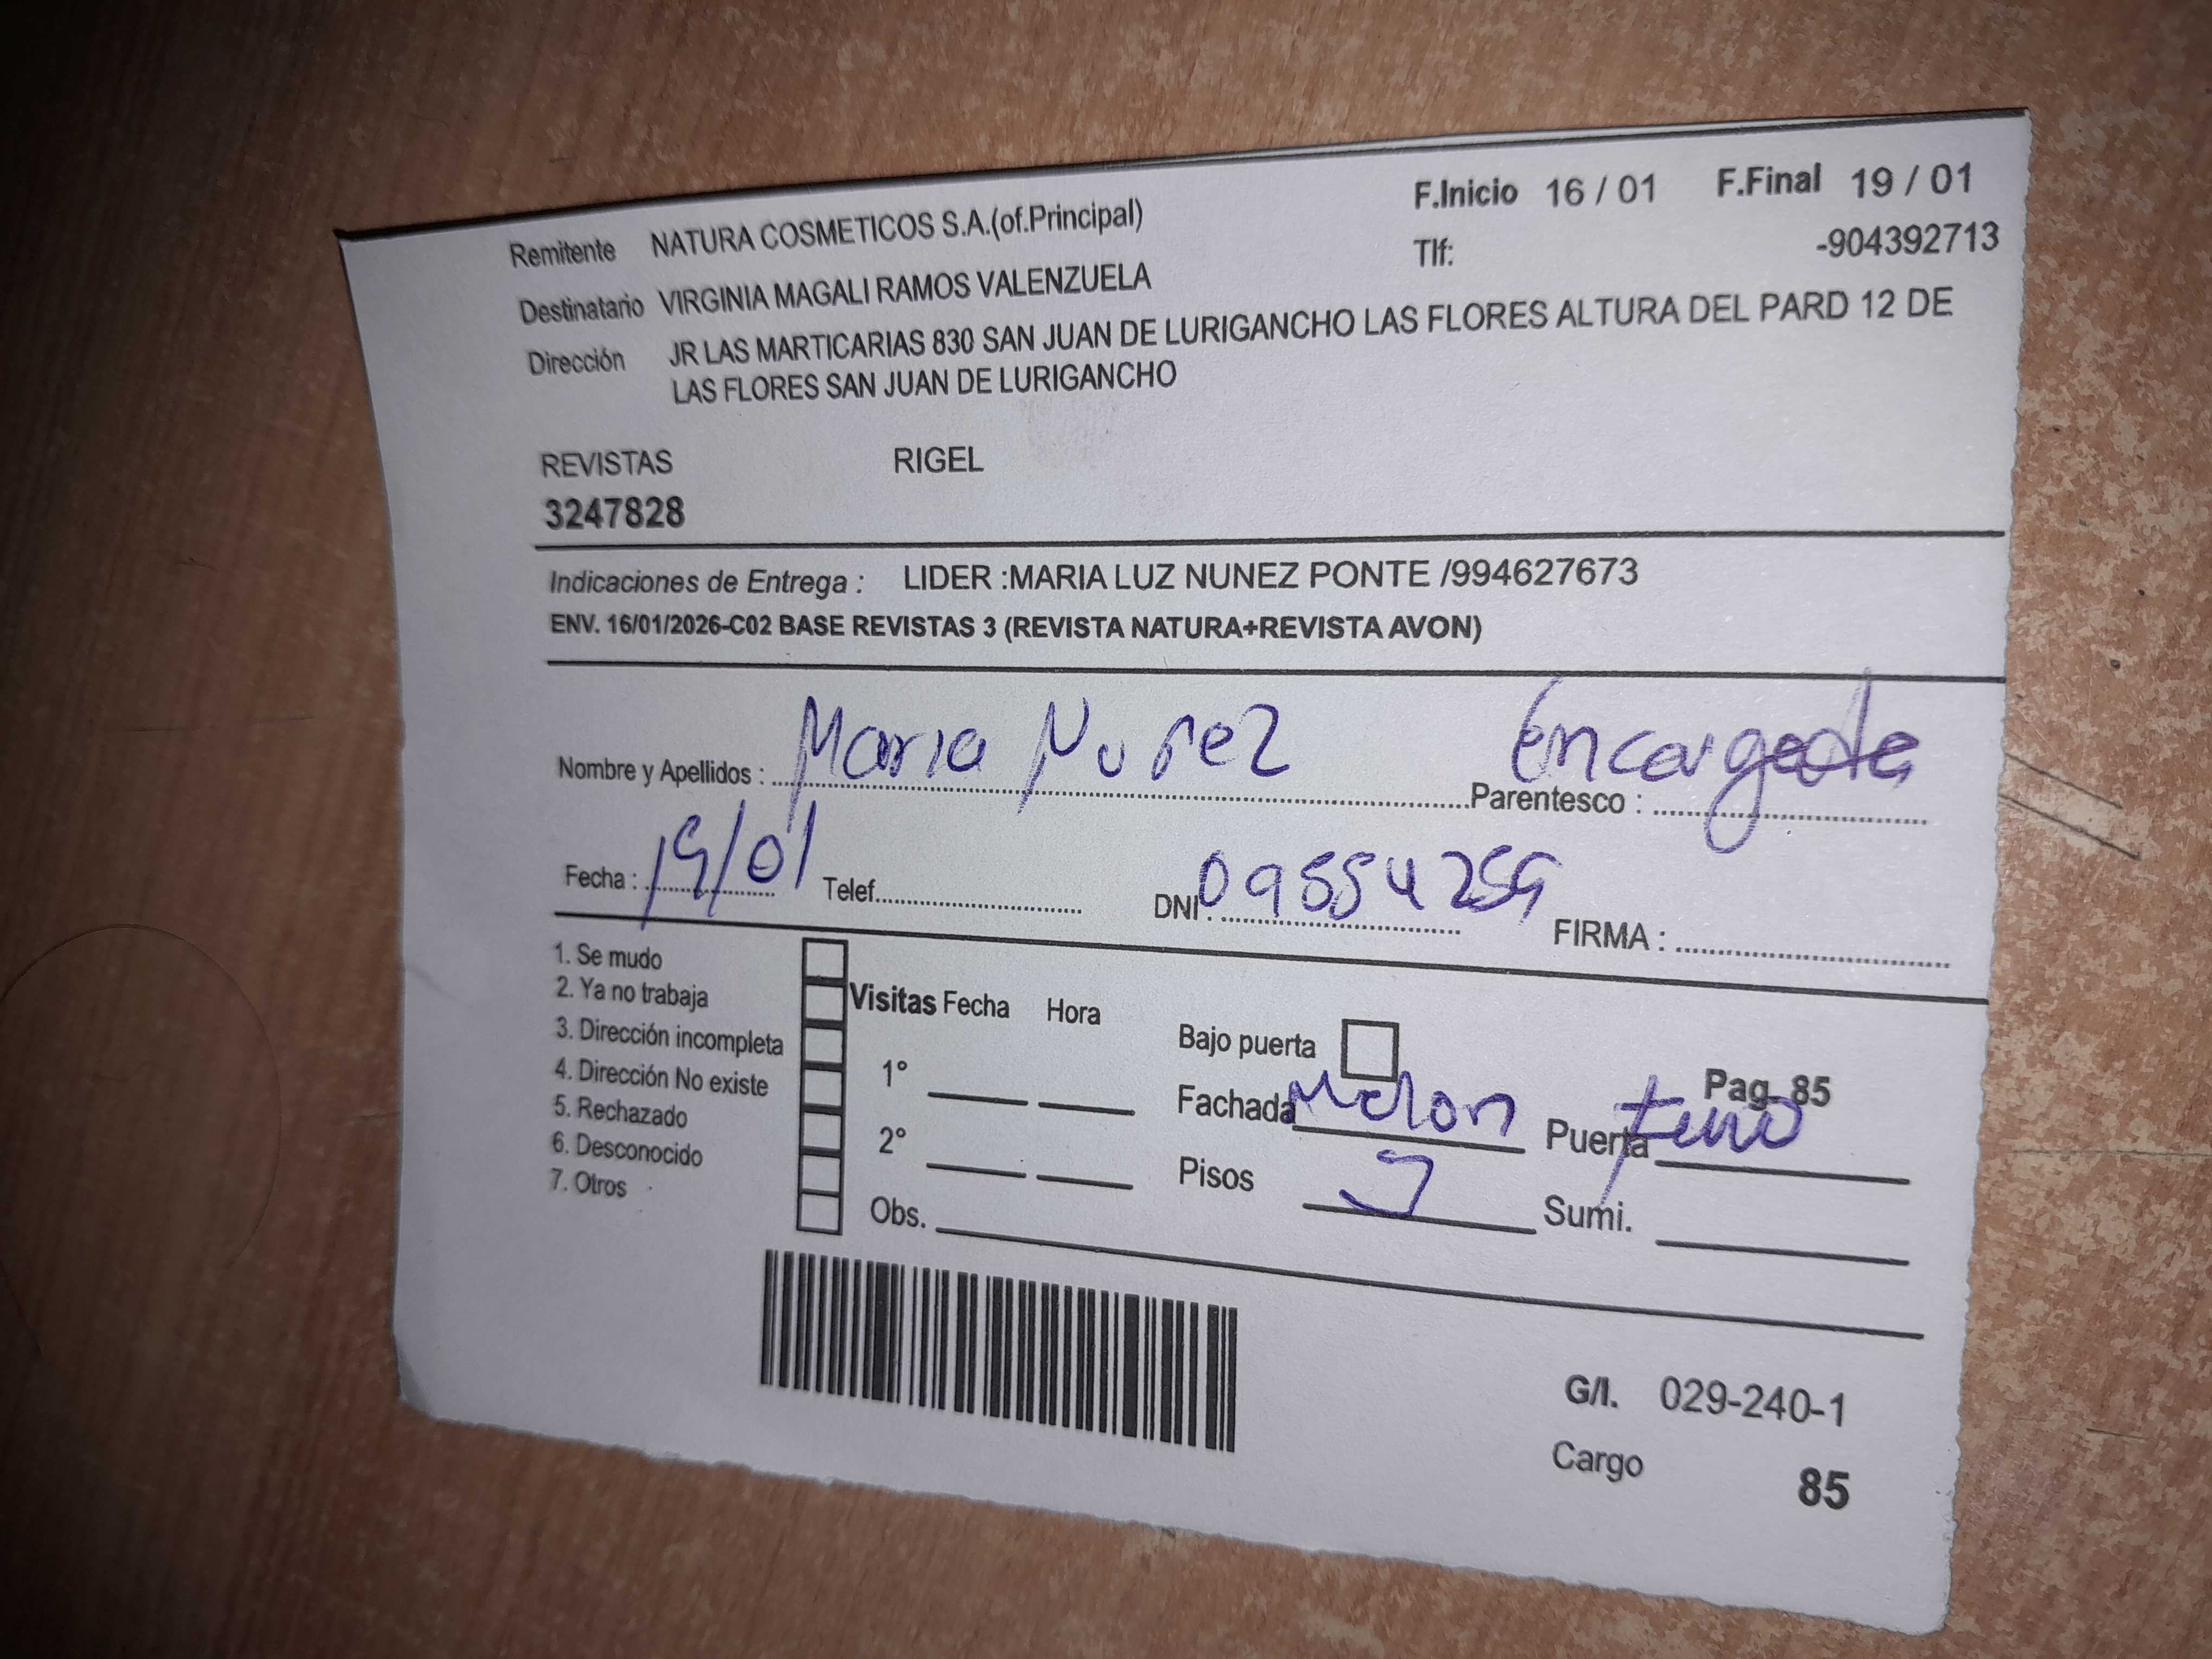 F.Inicio 16 / 01 F.Final 19 / 01
Remitente NATURA COSMETICOS S.A.(of.Principal)
Tlf: -904392713
Destinatario VIRGINIA MAGALI RAMOS VALENZUELA
Dirección JR LAS MARTICARIAS 830 SAN JUAN DE LURIGANCHO LAS FLORES ALTURA DEL PARD 12 DE
LAS FLORES SAN JUAN DE LURIGANCHO
REVISTAS RIGEL
3247828
Indicaciones de Entrega : LIDER :MARIA LUZ NUNEZ PONTE /994627673
ENV. 16/01/2026-C02 BASE REVISTAS 3 (REVISTA NATURA+REVISTA AVON)
Nombre y Apellidos : Maria Nuñez Parentesco : Encargada
Fecha : 19/01 Telef. DNI : FIRMA :
1. Se mudo
2. Ya no trabaja
3. Dirección incompleta
4. Dirección No existe
5. Rechazado
6. Desconocido
7. Otros
Visitas Fecha Hora
1°
2°
Obs.
Bajo puerta
Pag. 85
Fachada Melon Puerta
Pisos Sumi.
G/I. 029-240-1
Cargo 85